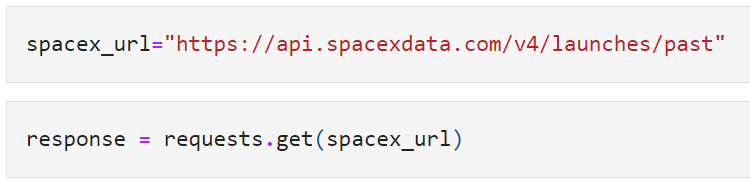 spacex_url="https://api.spacexdata.com/v4/launches/past"
response = requests.get(spacex_url)